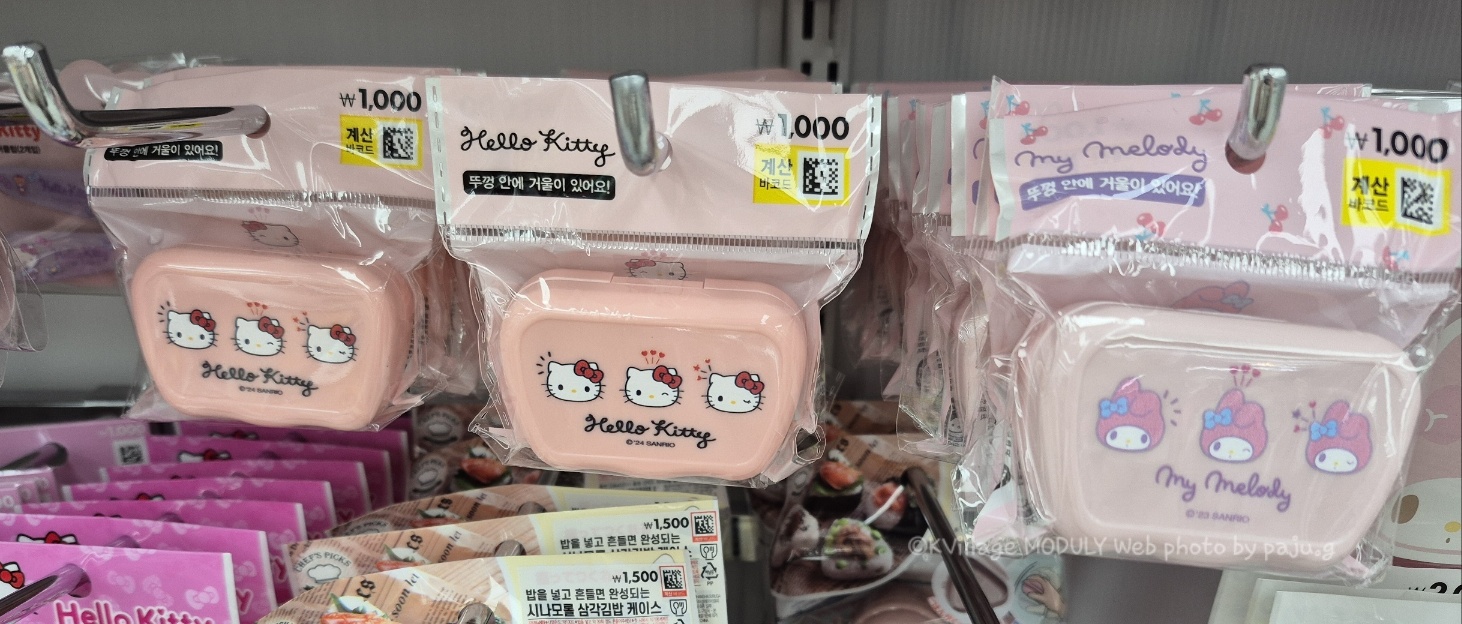 ₩1,000
계산
바코드
뚜껑 안에 거울이 있어요!
Hello Kitty
©'24 SANRIO
Hello Kitty
뚜껑 안에 거울이 있어요!
₩1,000
계산
바코드
Hello Kitty
©'24 SANRIO
My Melody
뚜껑 안에 거울이 있어요!
₩1,000
계산
바코드
My Melody
©'23 SANRIO
©KVillage MODULY Web photo by paju.g
Kitty
Hello Kitty
CHEF'S PICKS
₩1,500
밥을 넣고 흔들면 완성되는
₩1,500
밥을 넣고 흔들면 완성되는
시나모롤 삼각김밥 케이스
PP